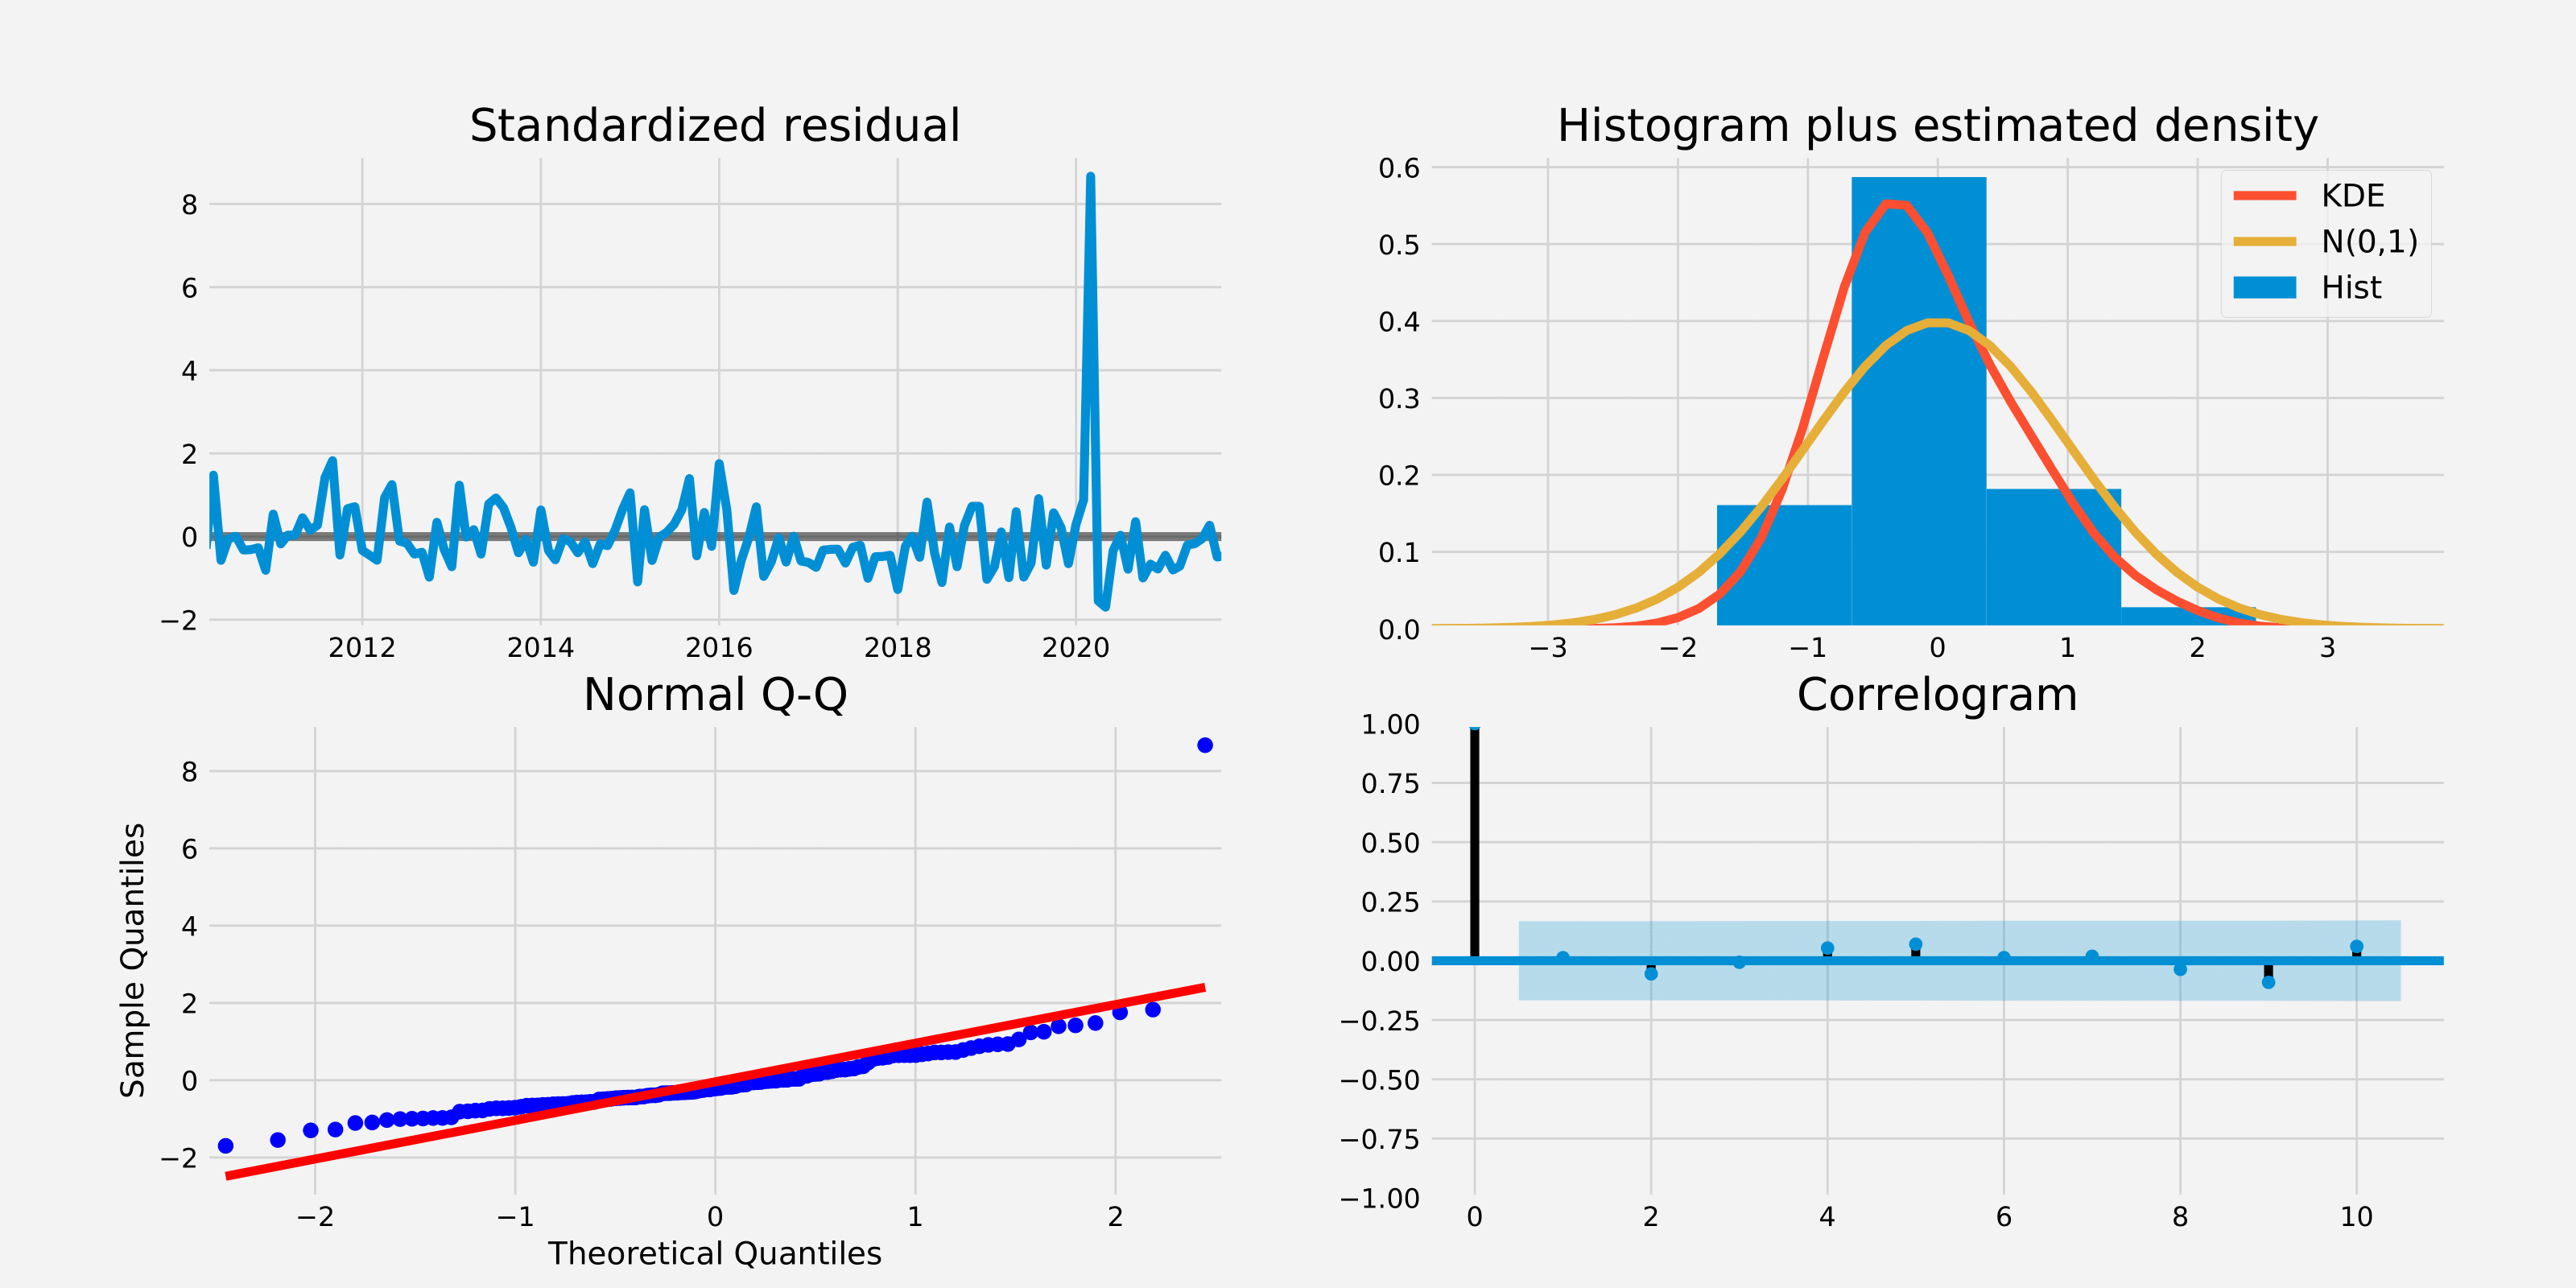 Standardized residual
8
6
4
2
0
−2
2012 2014 2016 2018 2020
Histogram plus estimated density
0.6
0.5
0.4
0.3
0.2
0.1
0.0
−3 −2 −1 0 1 2 3
KDE
N(0,1)
Hist
Normal Q-Q
Sample Quantiles
8
6
4
2
0
−2
−2 −1 0 1 2
Theoretical Quantiles
Correlogram
1.00
0.75
0.50
0.25
0.00
−0.25
−0.50
−0.75
−1.00
0 2 4 6 8 10